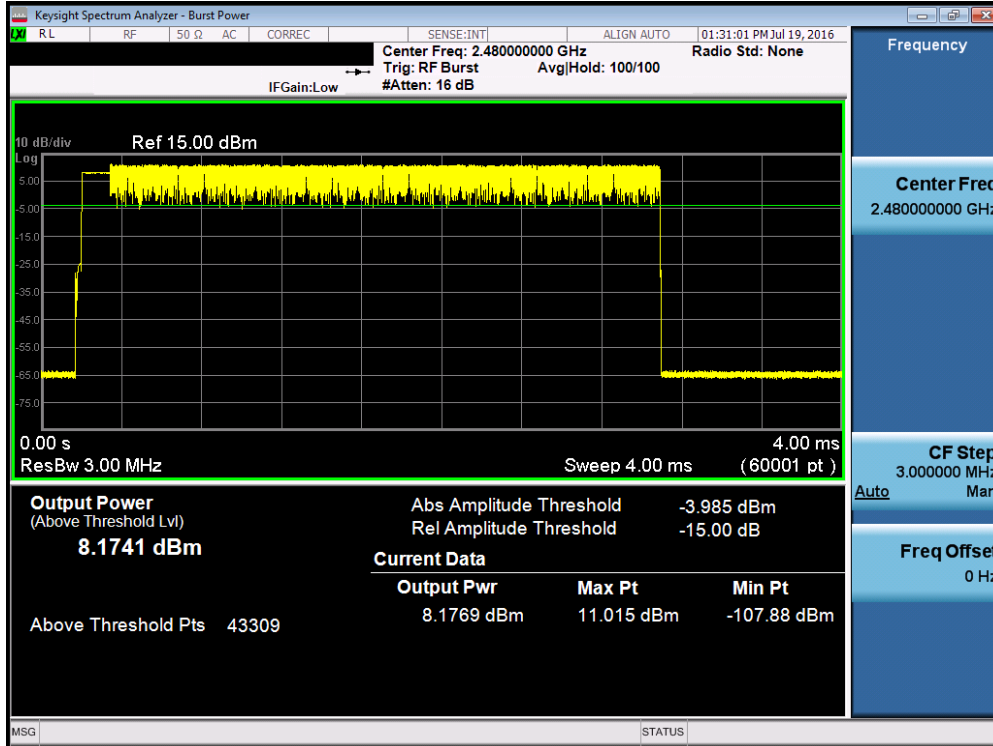 Keysight Spectrum Analyzer - Burst Power
LXI RL RF 50 Ω AC CORREC SENSE:INT ALIGN AUTO 01:31:01 PM Jul 19, 2016
Center Freq: 2.480000000 GHz Radio Std: None
Trig: RF Burst Avg|Hold: 100/100
IFGain:Low #Atten: 16 dB
10 dB/div Ref 15.00 dBm
Log
5.00
-5.00
-15.0
-25.0
-35.0
-45.0
-55.0
-65.0
-75.0
0.00 s 4.00 ms
ResBw 3.00 MHz Sweep 4.00 ms (60001 pt)
Output Power
(Above Threshold Lvl)
8.1741 dBm
Above Threshold Pts 43309
Abs Amplitude Threshold -3.985 dBm
Rel Amplitude Threshold -15.00 dB
Current Data
Output Pwr Max Pt Min Pt
8.1769 dBm 11.015 dBm -107.88 dBm
Frequency
Center Freq
2.480000000 GHz
CF Step
3.000000 MHz
Auto Man
Freq Offset
0 Hz
MSG STATUS